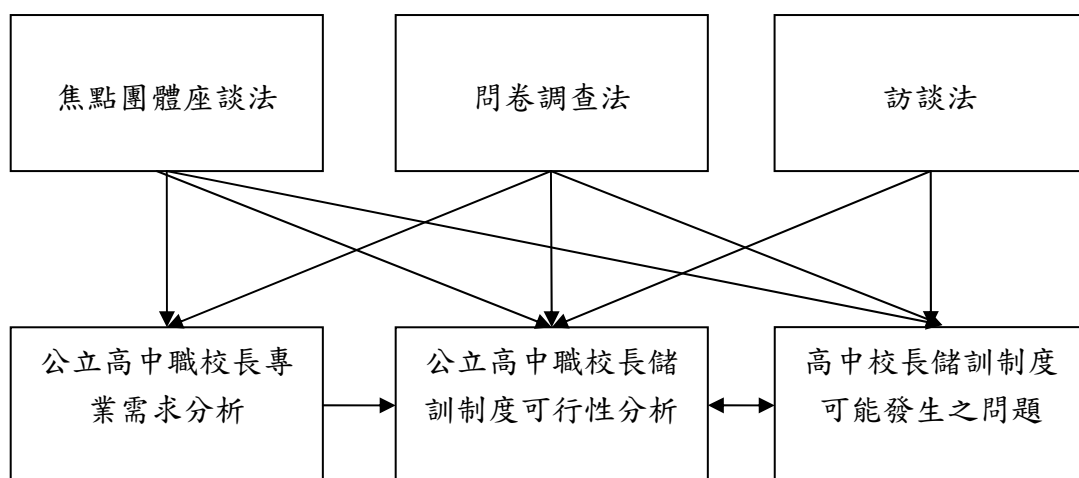 焦點團體座談法
問卷調查法
訪談法
公立高中職校長專
業需求分析
公立高中職校長儲
訓制度可行性分析
高中校長儲訓制度
可能發生之問題